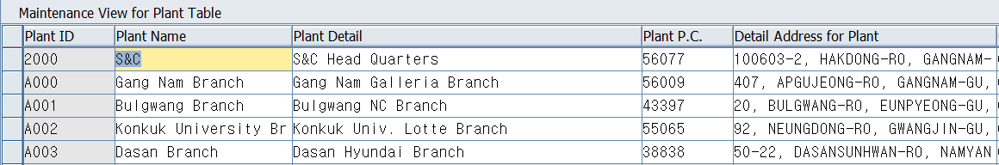 Maintenance View for Plant Table
Plant ID Plant Name Plant Detail Plant P.C. Detail Address for Plant
2000 S&C S&C Head Quarters 56077 100603-2, HAKDONG-RO, GANGNAM-
A000 Gang Nam Branch Gang Nam Galleria Branch 56009 407, APGUJEONG-RO, GANGNAM-GU,
A001 Bulgwang Branch Bulgwang NC Branch 43397 20, BULGWANG-RO, EUNPYEONG-GU,
A002 Konkuk University Br Konkuk Univ. Lotte Branch 55065 92, NEUNGDONG-RO, GWANGJIN-GU,
A003 Dasan Branch Dasan Hyundai Branch 38838 50-22, DASANSUNHWAN-RO, NAMYAN